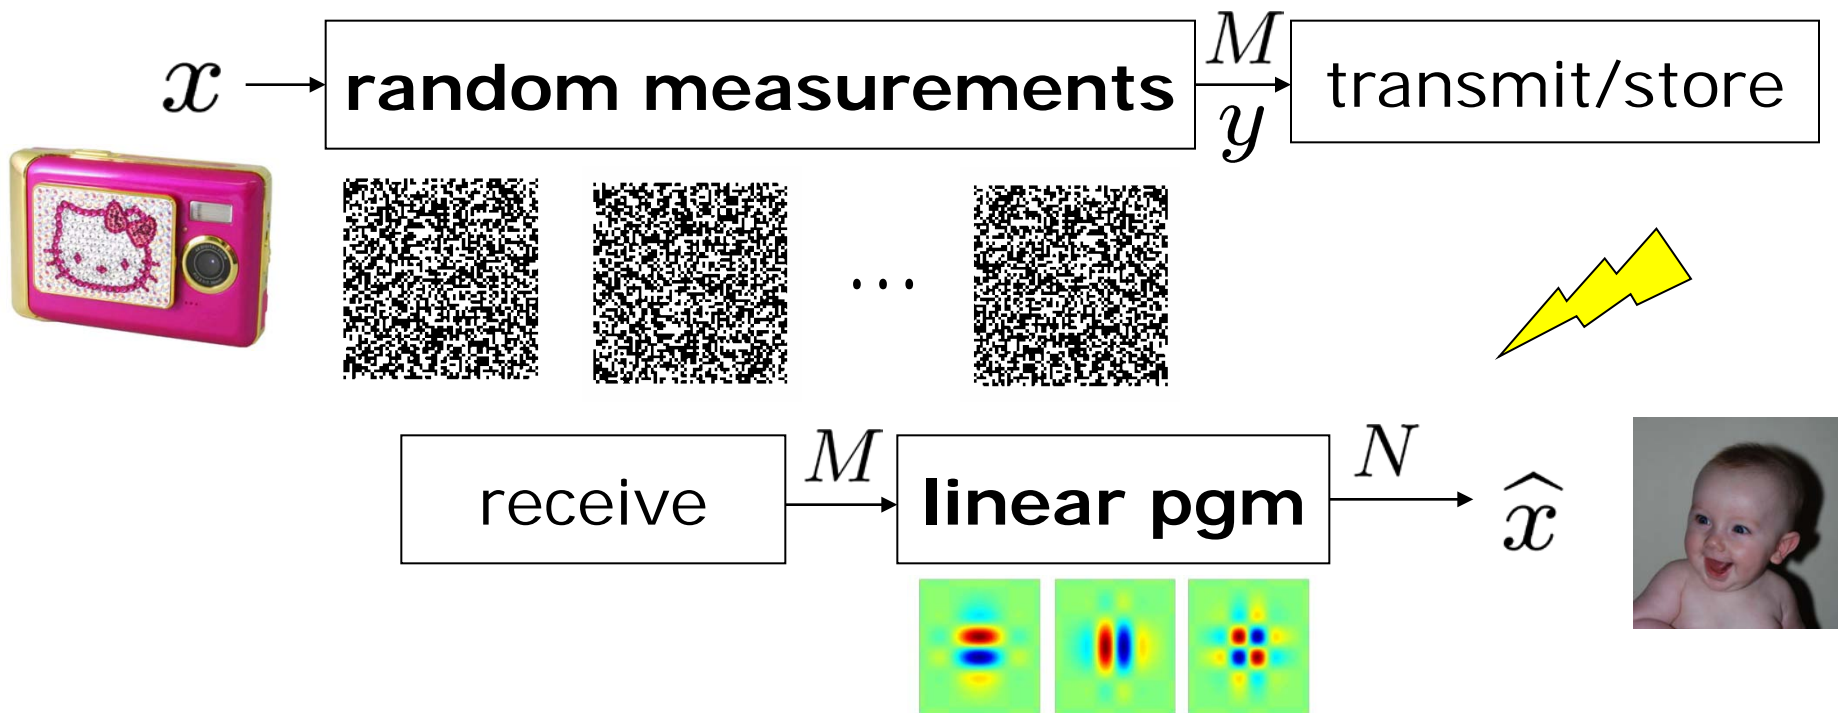 x random measurements M y transmit/store
...
receive M linear pgm N x̂